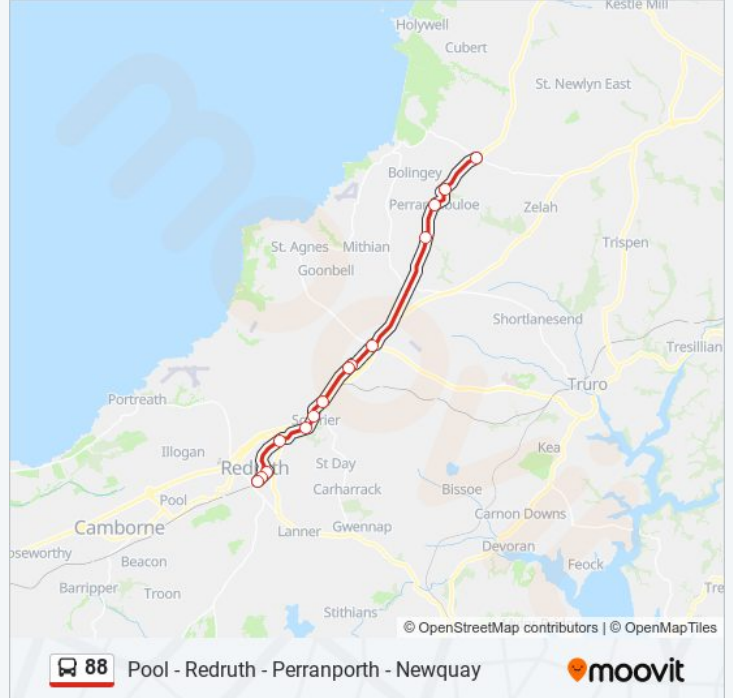 Kestle Mill
Holywell
Cubert
St. Newlyn East
Bolingey
Zelah
Trispen
St. Agnes
Mithian
Goonbell
Shortlanesend
Tresillian
Truro
Portreath
Illogan
Redruth
St Day
Kea
Pool
Carharrack
Bissoe
Camborne
Carnon Downs
Lanner
Gwennap
oseworthy
Beacon
Devoran
Feock
Barripper
Troon
Tre
Stithians
© OpenStreetMap contributors | © OpenMapTiles
88 Pool - Redruth - Perranporth - Newquay
moovit